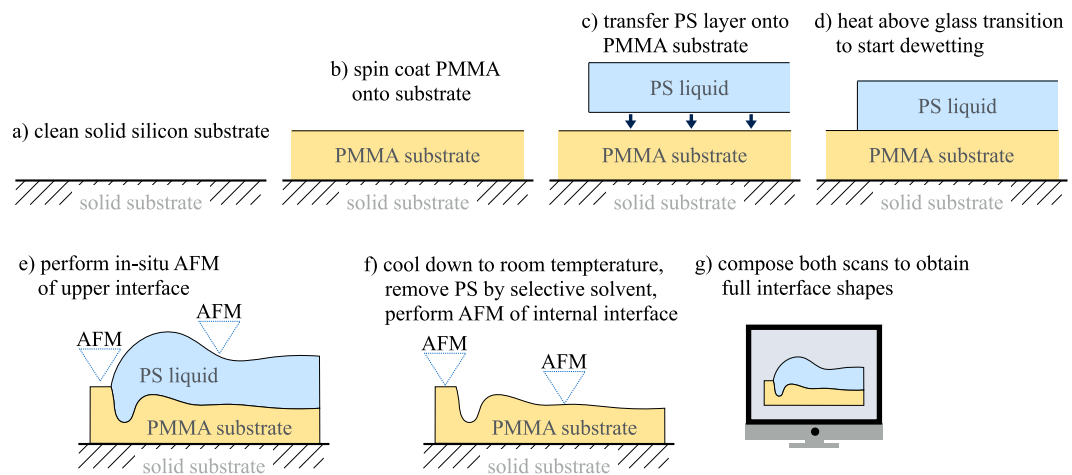 a) clean solid silicon substrate
solid substrate
b) spin coat PMMA
onto substrate
PMMA substrate
solid substrate
c) transfer PS layer onto
PMMA substrate
PS liquid
PMMA substrate
solid substrate
d) heat above glass transition
to start dewetting
PS liquid
PMMA substrate
solid substrate
e) perform in-situ AFM
of upper interface
AFM
AFM
PS liquid
PMMA substrate
solid substrate
f) cool down to room tempterature,
remove PS by selective solvent,
perform AFM of internal interface
AFM
AFM
PMMA substrate
solid substrate
g) compose both scans to obtain
full interface shapes